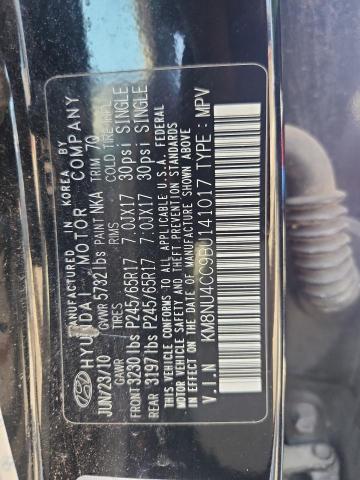 MANUFACTURED IN KOREA BY
HYUNDAI MOTOR COMPANY
JUN/23/10 GVWR 5732 lbs PAINT NKA TRIM 7Q
GAWR TIRES RIMS COLD TIRE INFL
FRONT 3230 lbs P245/65R17 7.0JX17 30psi SINGLE
REAR 3197 lbs P245/65R17 7.0JX17 30psi SINGLE
THIS VEHICLE CONFORMS TO ALL APPLICABLE U.S.A. FEDERAL
MOTOR VEHICLE SAFETY AND THEFT PREVENTION STANDARDS
IN EFFECT ON THE DATE OF MANUFACTURE SHOWN ABOVE.
V.I.N KM8NU4CC9BU141017 TYPE : MPV